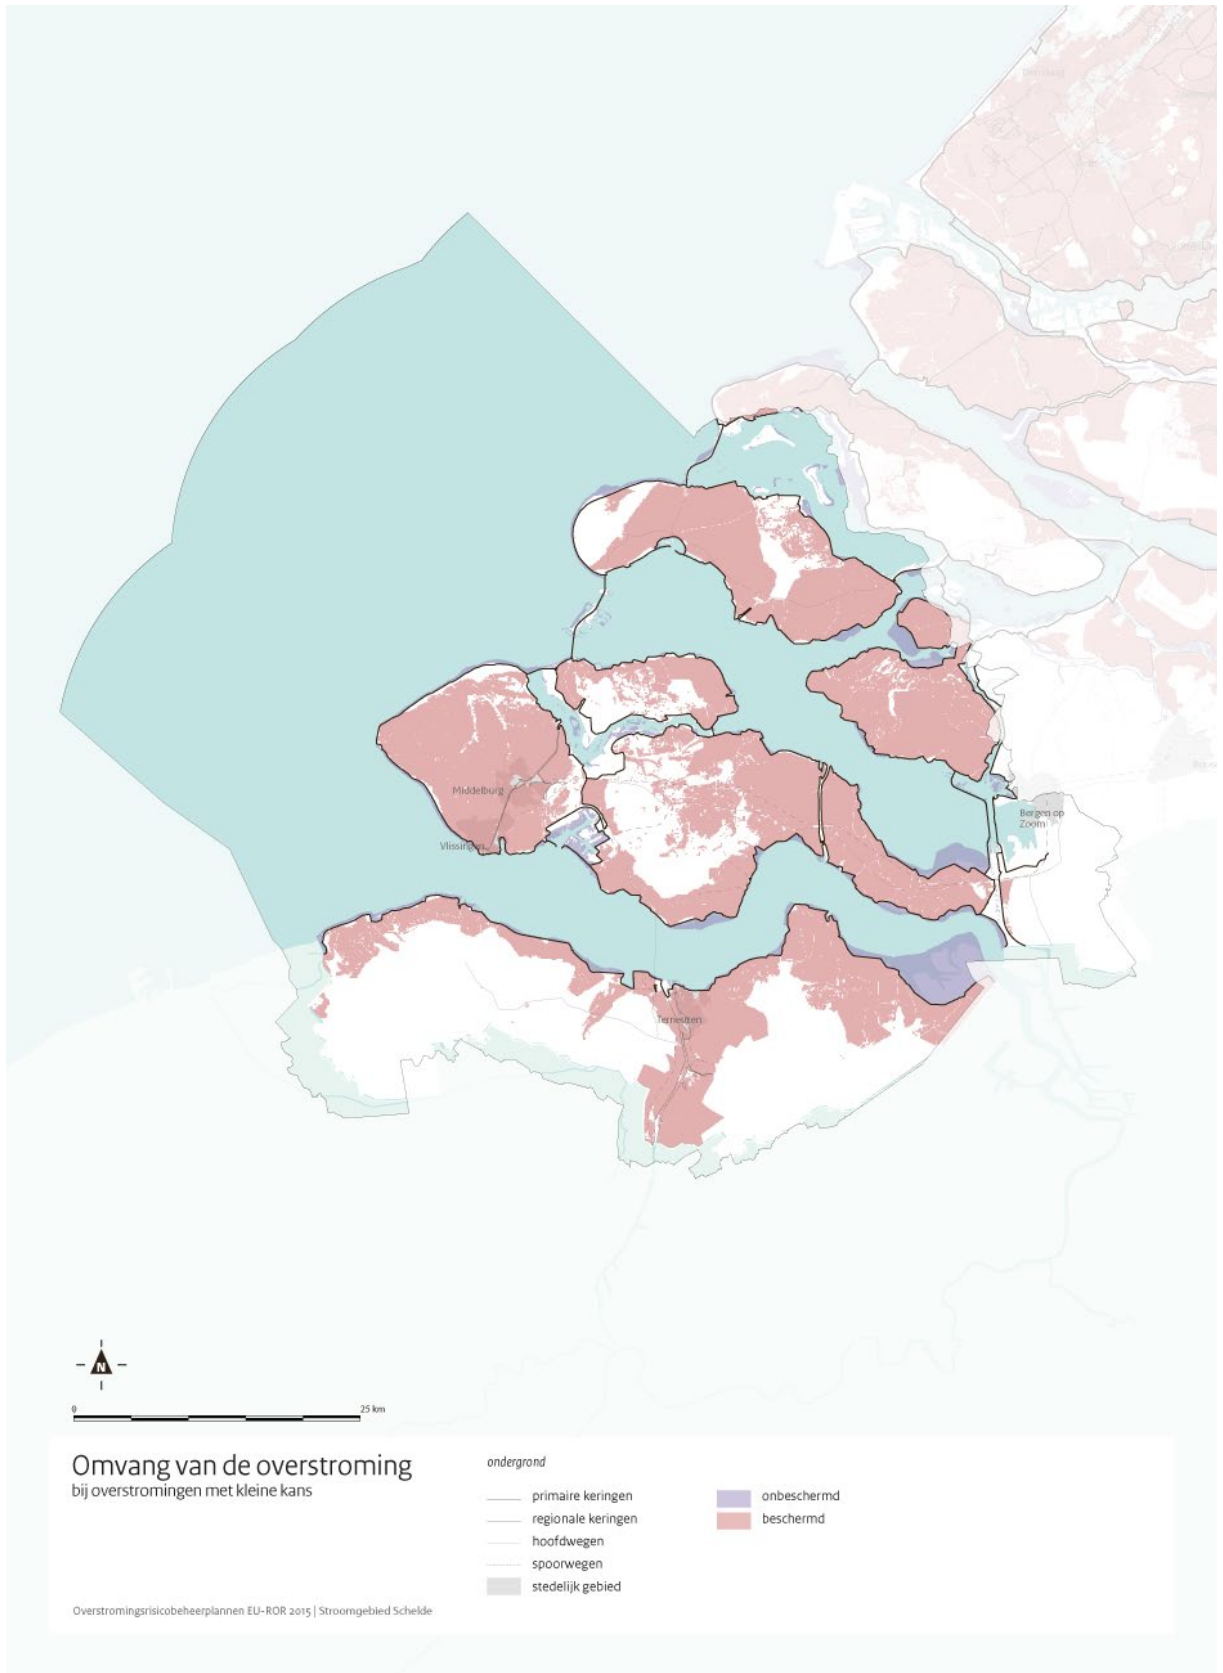 Middelburg
Vlissingen
Bergen op
Zoom
Terneuzen
N
0
25 km
Omvang van de overstroming
bij overstromingen met kleine kans
ondergrond
primaire keringen
regionale keringen
hoofdwegen
spoorwegen
stedelijk gebied
onbeschermd
beschermd
Overstromingsrisicobeheerplannen EU-ROR 2015 | Stroomgebied Schelde